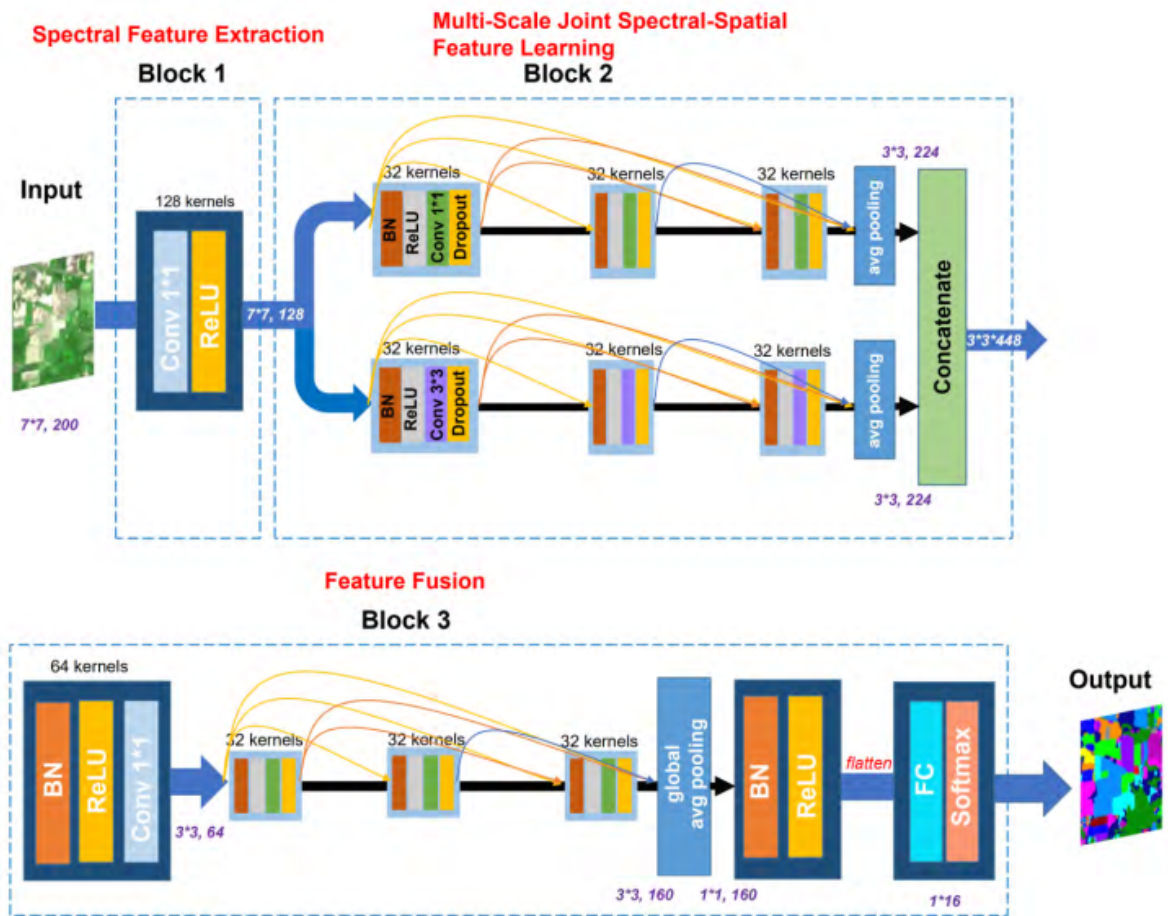 Spectral Feature Extraction
Block 1
Multi-Scale Joint Spectral-Spatial
Feature Learning
Block 2
Input
7*7, 200
128 kernels
Conv 1*1
ReLU
7*7, 128
32 kernels
BN
ReLU
Conv 1*1
Dropout
32 kernels
32 kernels
avg pooling
3*3, 224
32 kernels
BN
ReLU
Conv 3*3
Dropout
32 kernels
32 kernels
avg pooling
3*3, 224
Concatenate
3*3*448
Feature Fusion
Block 3
64 kernels
BN
ReLU
Conv 1*1
3*3, 64
32 kernels
32 kernels
32 kernels
global
avg pooling
3*3, 160
1*1, 160
BN
ReLU
flatten
FC
Softmax
1*16
Output